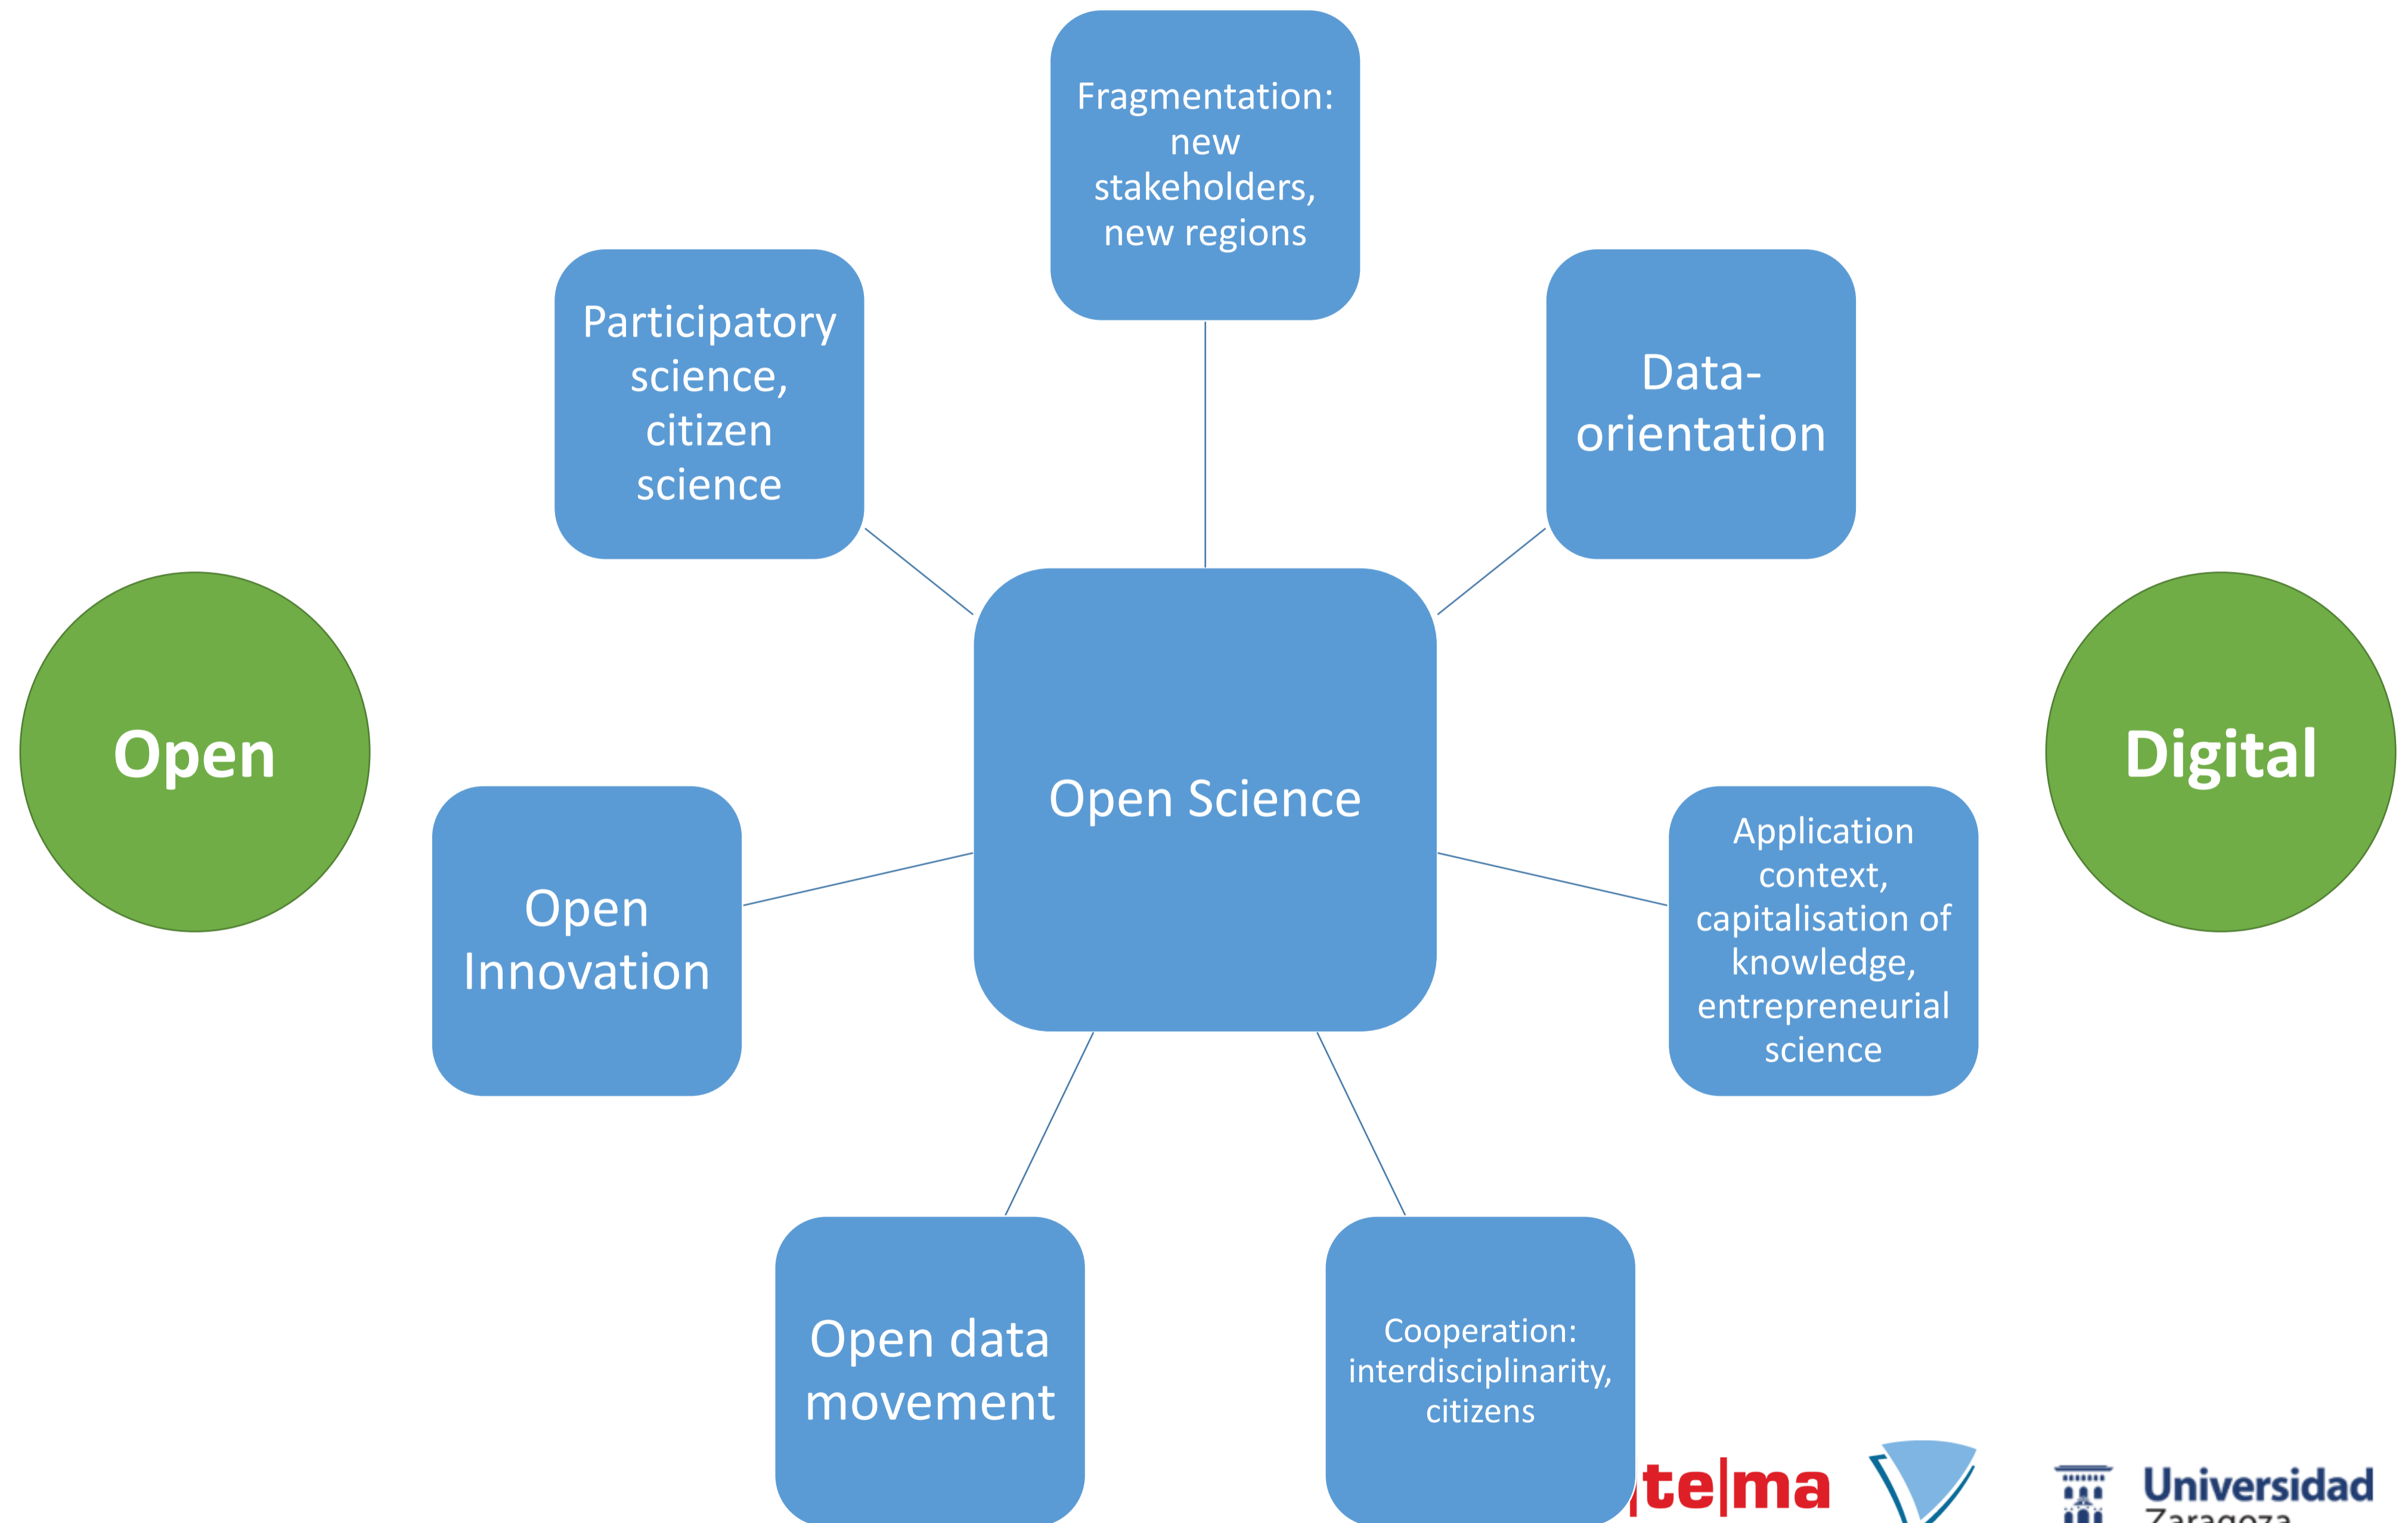 Fragmentation:
new
stakeholders,
new regions
Participatory
science,
citizen
science
Data-
orientation
Open
Digital
Open Science
Application
context,
capitalisation of
knowledge,
entrepreneurial
science
Open
Innovation
Open data
movement
Cooperation:
interdisciplinarity,
citizens
te|ma
Universidad
Zaragoza